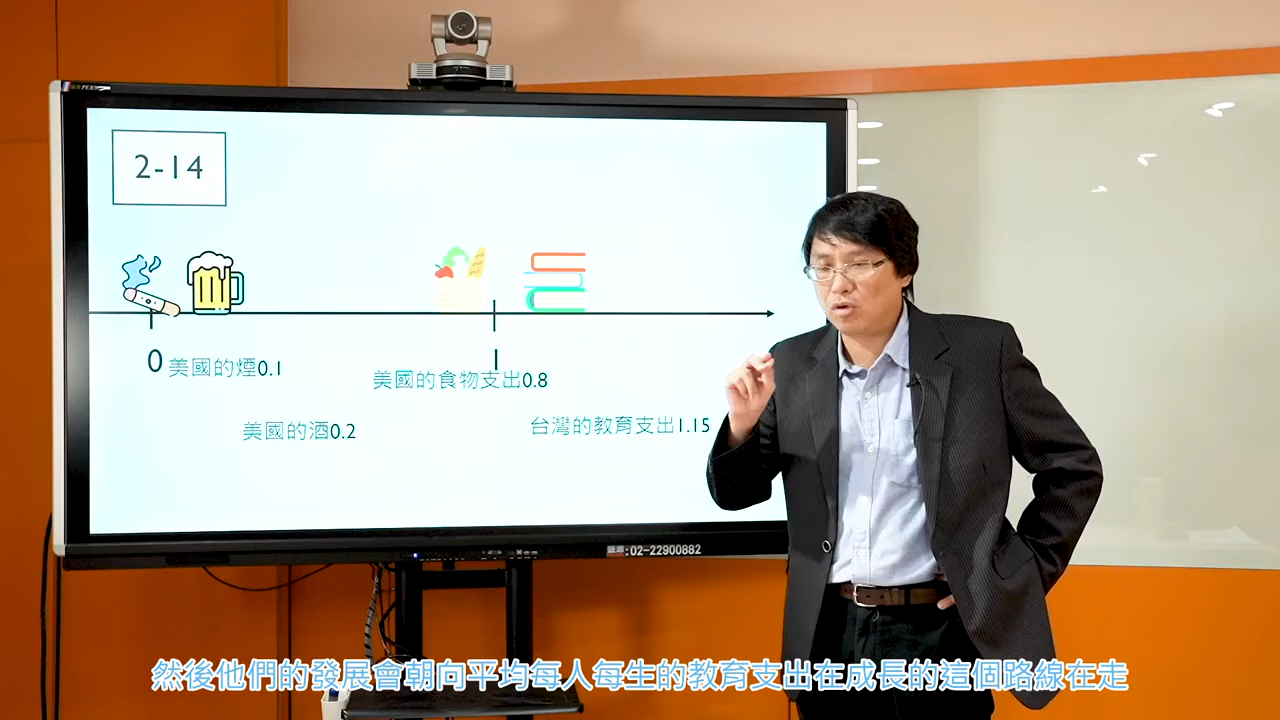 2-14
0
1
美國的煙0.1
美國的食物支出0.8
美國的酒0.2
台灣的教育支出1.15
:02-22900882
然後他們的發展會朝向平均每人每生的教育支出在成長的這個路線在走